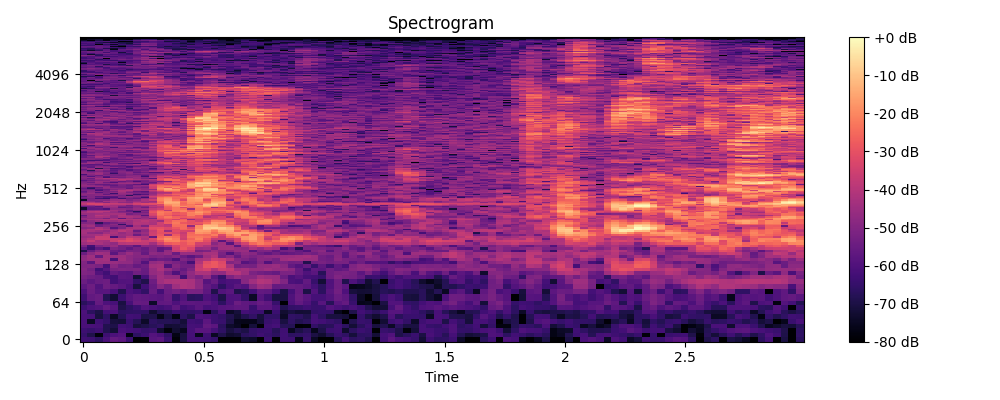 Spectrogram
Hz
4096
2048
1024
512
256
128
64
0
0
0.5
1
1.5
2
2.5
Time
+0 dB
-10 dB
-20 dB
-30 dB
-40 dB
-50 dB
-60 dB
-70 dB
-80 dB